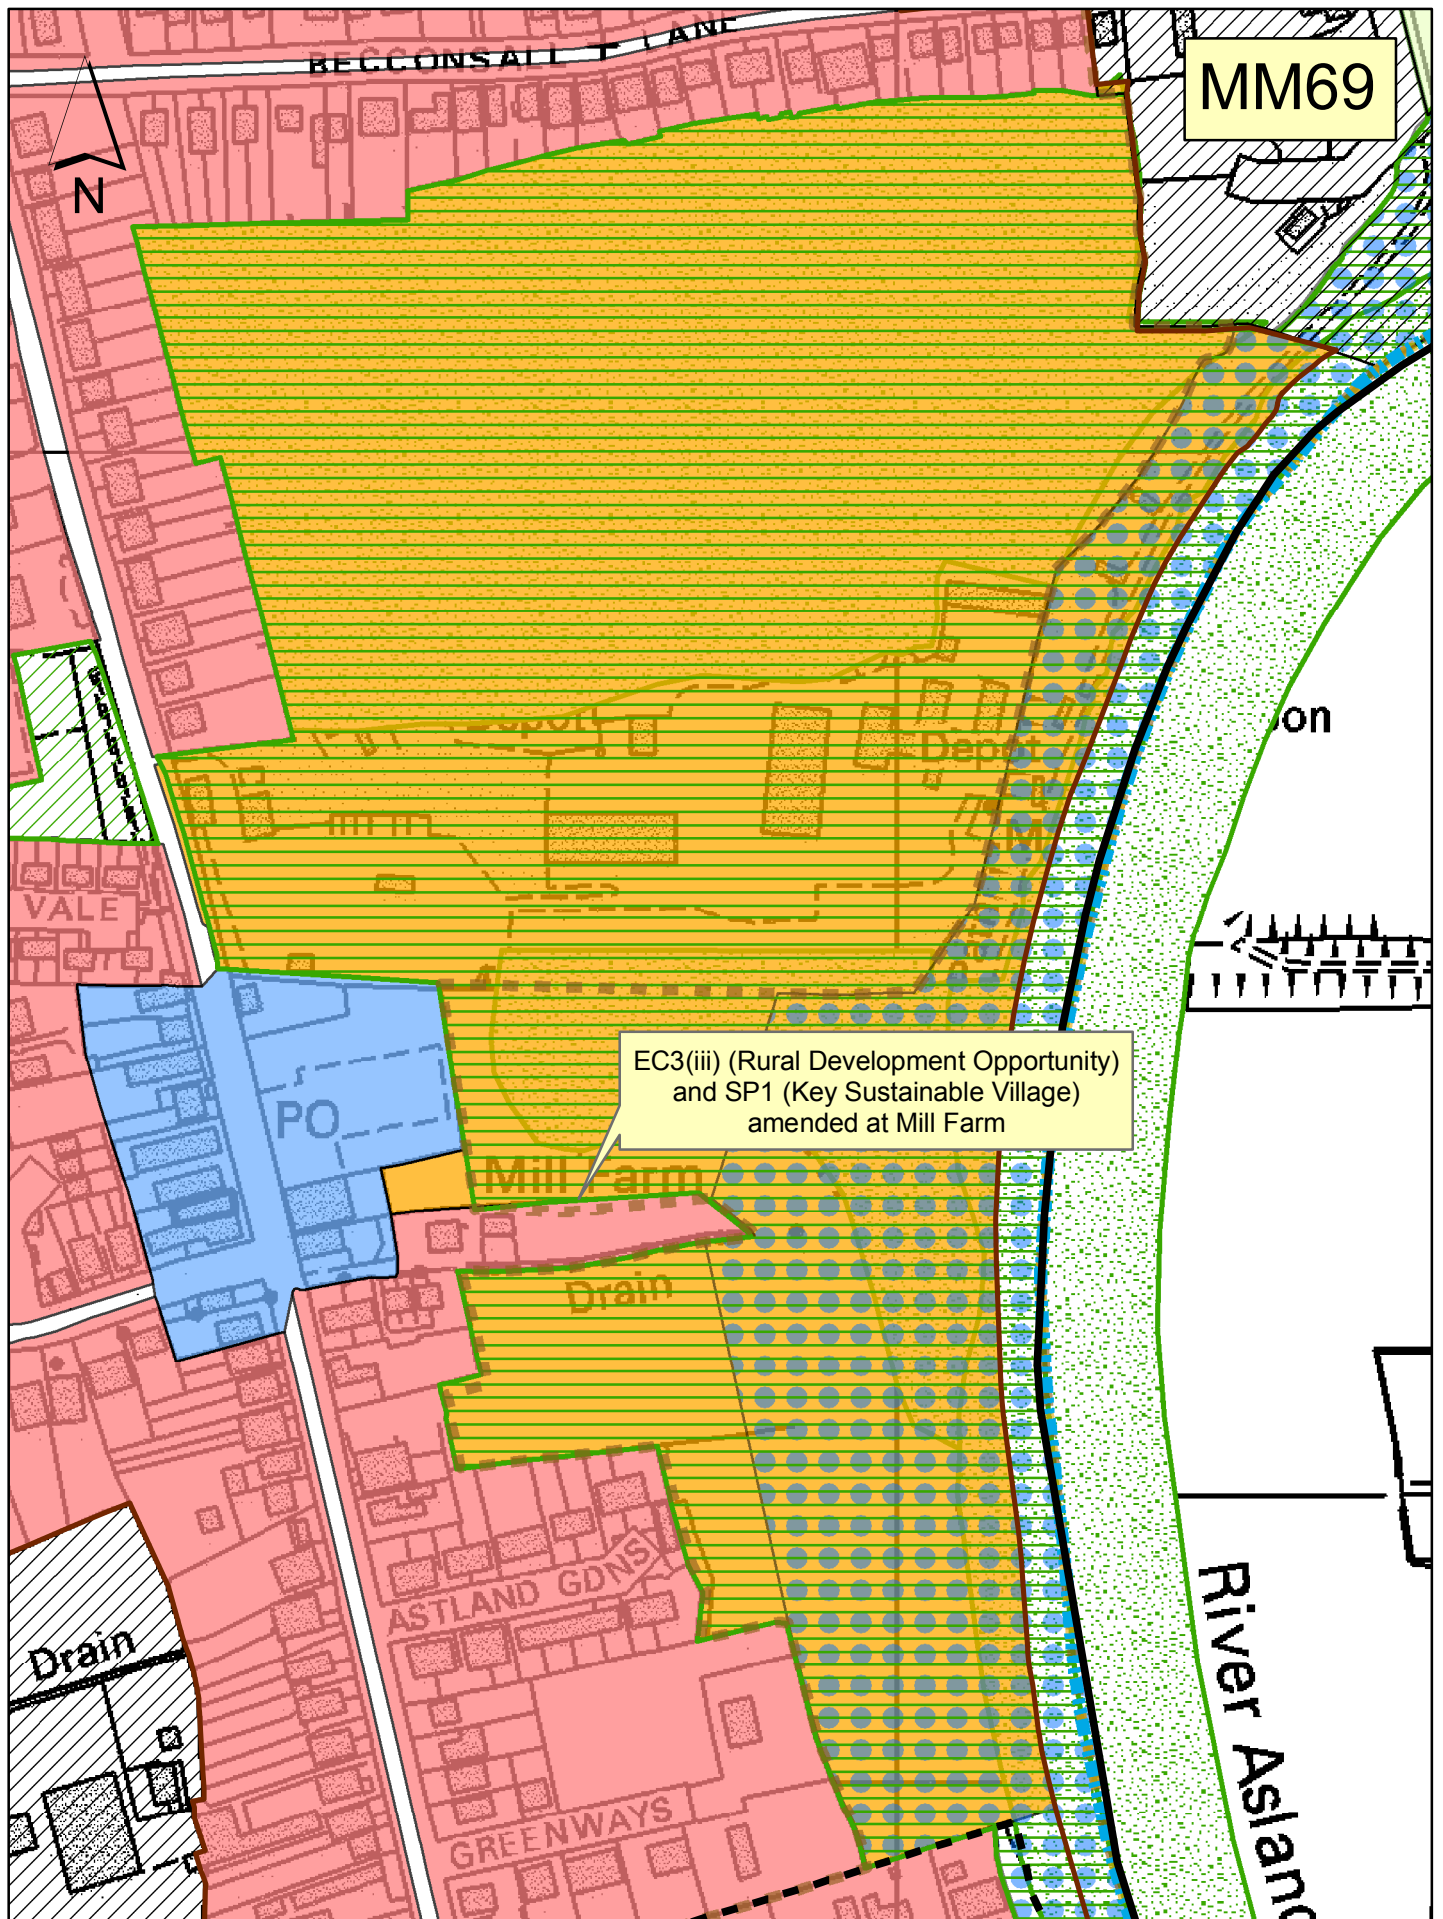 BECCONSALL LANE
MM69
N
on
Dep
VALE
PO
EC3(iii) (Rural Development Opportunity)
and SP1 (Key Sustainable Village)
amended at Mill Farm
Mill Farm
Drain
ASTLAND GDNS
Drain
River Asland
GREENWAYS